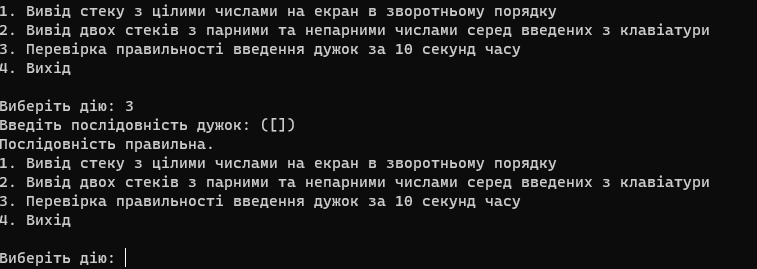 1. Вивід стеку з цілими числами на екран в зворотньому порядку
2. Вивід двох стеків з парними та непарними числами серед введених з клавіатури
3. Перевірка правильності введення дужок за 10 секунд часу
4. Вихід
Виберіть дію: 3
Введіть послідовність дужок: ([])
Послідовність правильна.
1. Вивід стеку з цілими числами на екран в зворотньому порядку
2. Вивід двох стеків з парними та непарними числами серед введених з клавіатури
3. Перевірка правильності введення дужок за 10 секунд часу
4. Вихід
Виберіть дію: